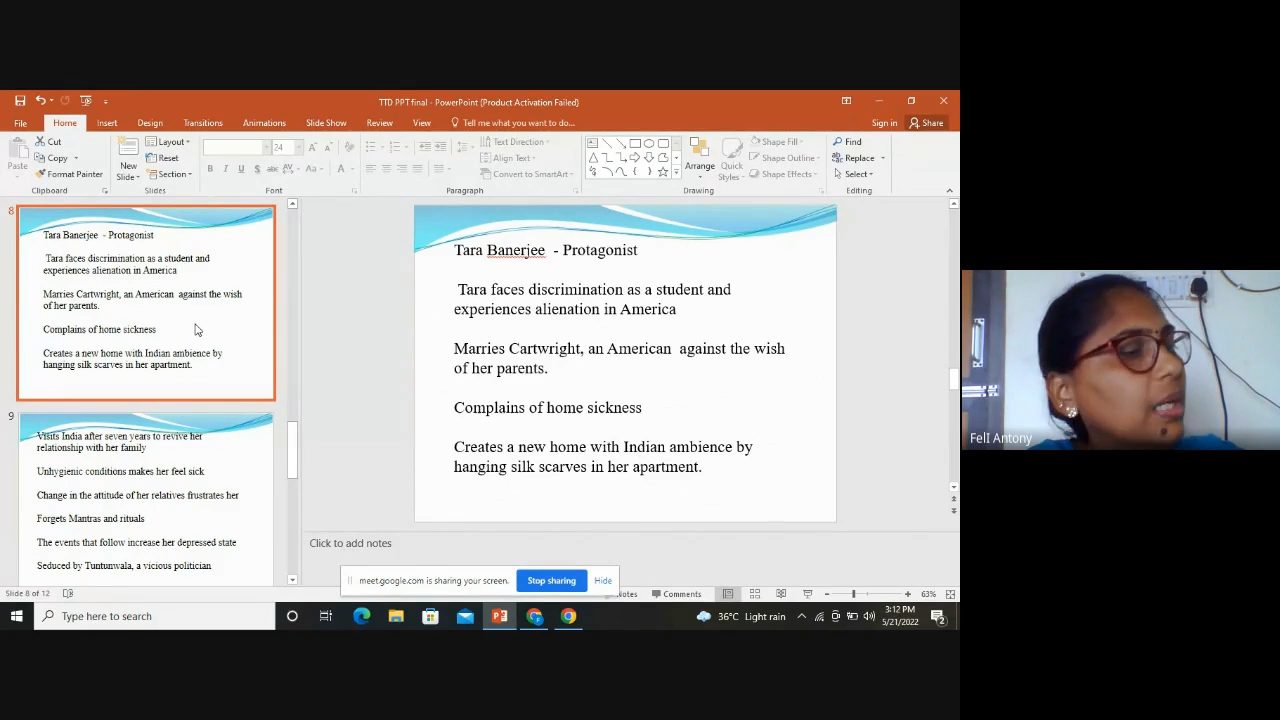 TTD PPT final - PowerPoint (Product Activation Failed)
File Home Insert Design Transitions Animations Slide Show Review View Tell me what you want to do... Sign in Share
Paste
Cut
Copy
Format Painter
Clipboard
New Slide
Layout
Reset
Section
Slides
24
B I U S abc AV Aa A
Font
Text Direction
Align Text
Convert to SmartArt
Paragraph
Arrange
Quick Styles
Shape Fill
Shape Outline
Shape Effects
Drawing
Find
Replace
Select
Editing
8
Tara Banerjee - Protagonist
Tara faces discrimination as a student and
experiences alienation in America
Marries Cartwright, an American against the wish
of her parents.
Complains of home sickness
Creates a new home with Indian ambience by
hanging silk scarves in her apartment.
9
Visits India after seven years to revive her
relationship with her family
Unhygienic conditions makes her feel sick
Change in the attitude of her relatives frustrates her
Forgets Mantras and rituals
The events that follow increase her depressed state
Seduced by Tuntunwala, a vicious politician
Tara Banerjee - Protagonist
Tara faces discrimination as a student and
experiences alienation in America
Marries Cartwright, an American against the wish
of her parents.
Complains of home sickness
Creates a new home with Indian ambience by
hanging silk scarves in her apartment.
Click to add notes
meet.google.com is sharing your screen. Stop sharing Hide
Slide 8 of 12 Notes Comments 63%
Type here to search 36°C Light rain 3:12 PM
5/21/2022
2
FelI Antony